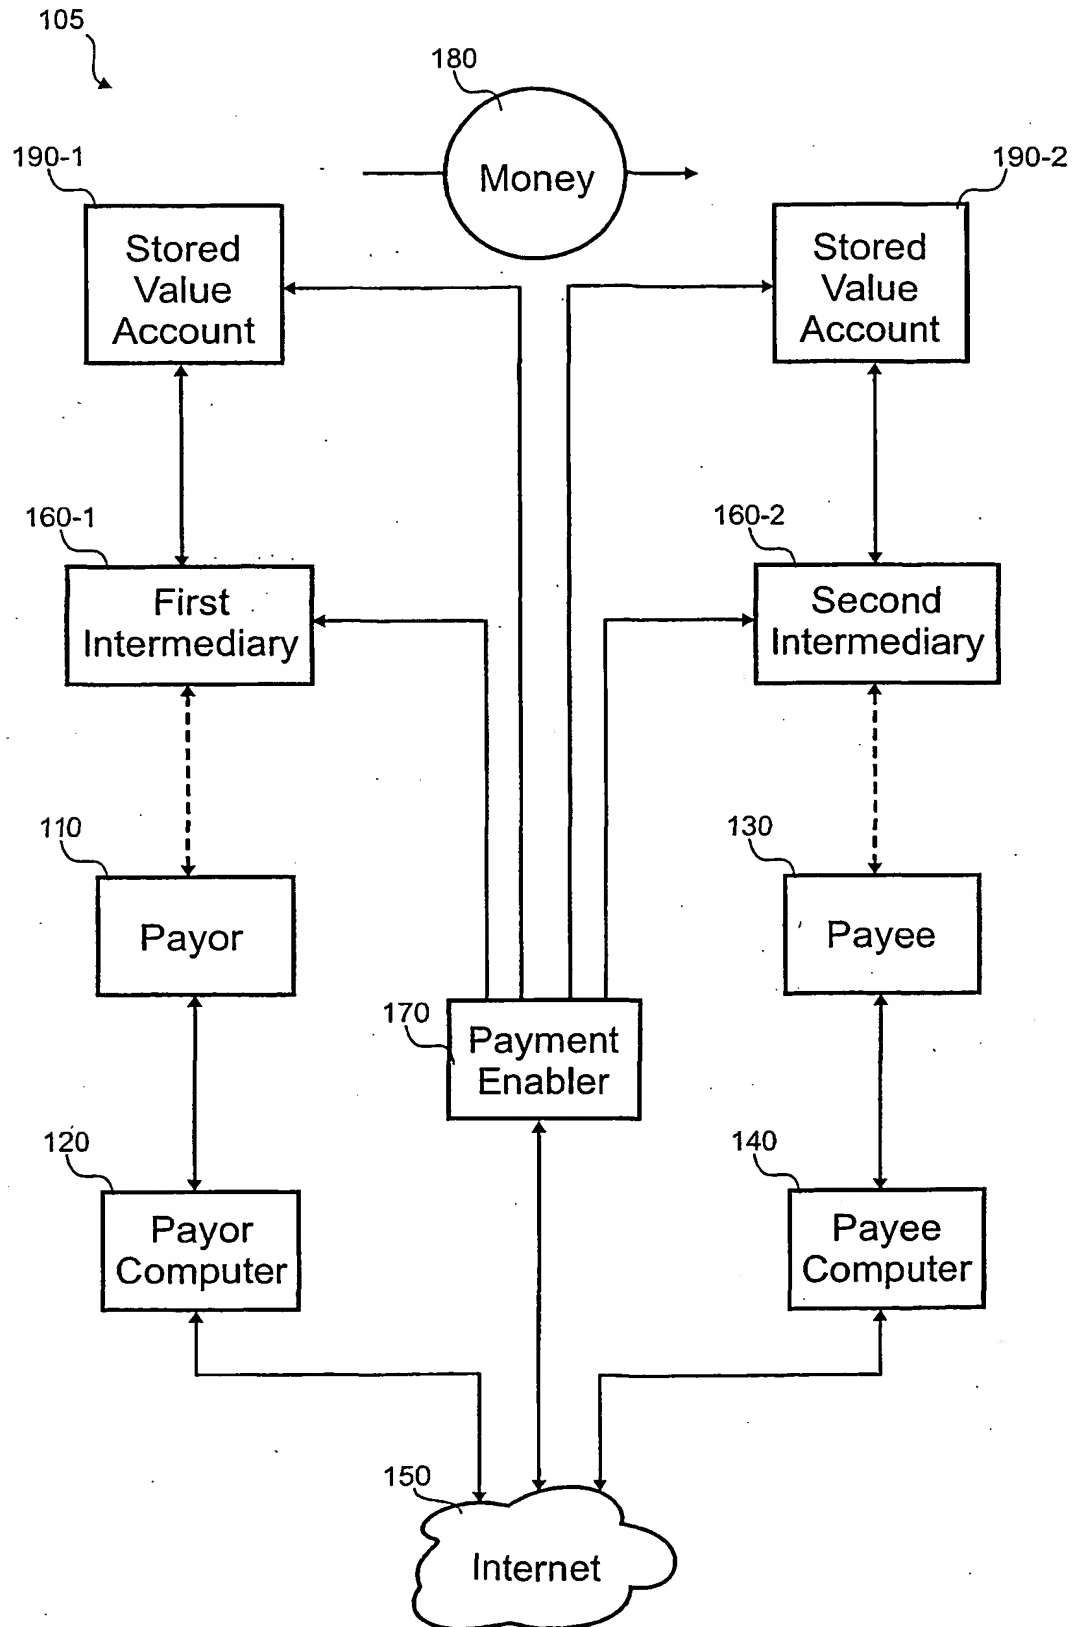 105
180
190-1
190-2
Money
Stored
Value
Account
Stored
Value
Account
160-1
160-2
First
Intermediary
Second
Intermediary
110
130
Payor
Payee
170
Payment
Enabler
120
140
Payor
Computer
Payee
Computer
150
Internet